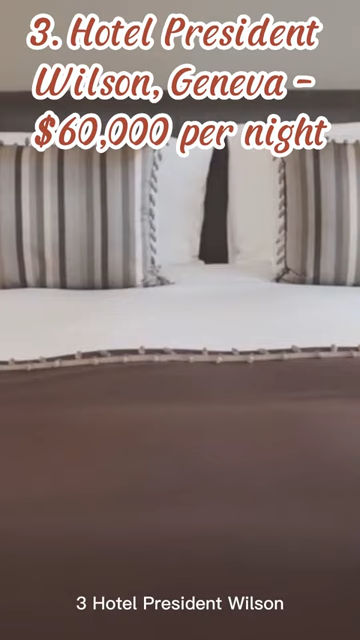 3. Hotel President
Wilson, Geneva -
$60,000 per night
3 Hotel President Wilson